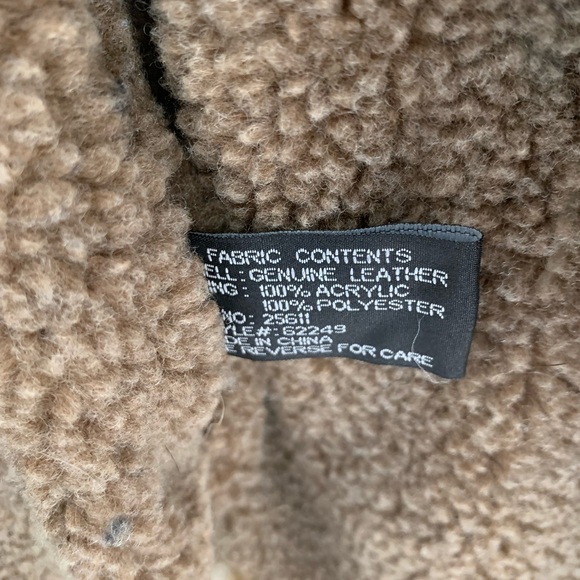 FABRIC CONTENTS
ELL: GENUINE LEATHER
ING: 100% ACRYLIC
100% POLYESTER
NO: 25611
YLE#: 62249
DE IN CHINA
E REVERSE FOR CARE